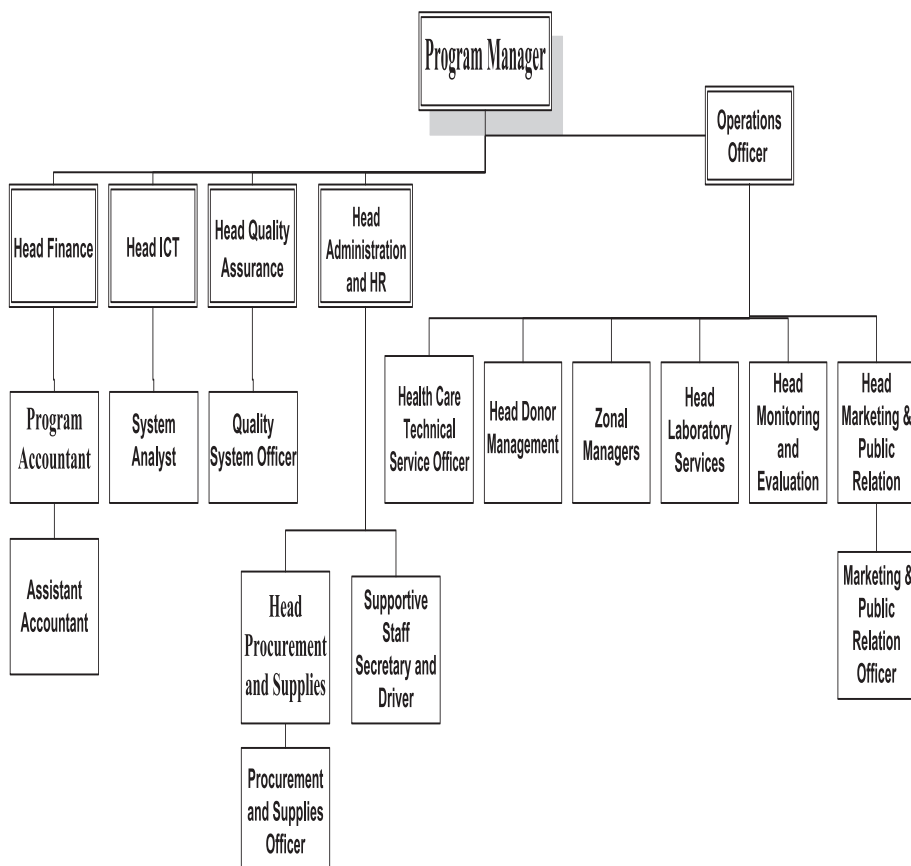 Program Manager
Operations
Officer
Head Finance
Head ICT
Head Quality
Assurance
Head
Administration
and HR
Program
Accountant
System
Analyst
Quality
System Officer
Health Care
Technical
Service Officer
Head Donor
Management
Zonal
Managers
Head
Laboratory
Services
Head
Monitoring
and
Evaluation
Head
Marketing &
Public
Relation
Assistant
Accountant
Head
Procurement
and Supplies
Supportive
Staff
Secretary and
Driver
Marketing &
Public
Relation
Officer
Procurement
and Supplies
Officer